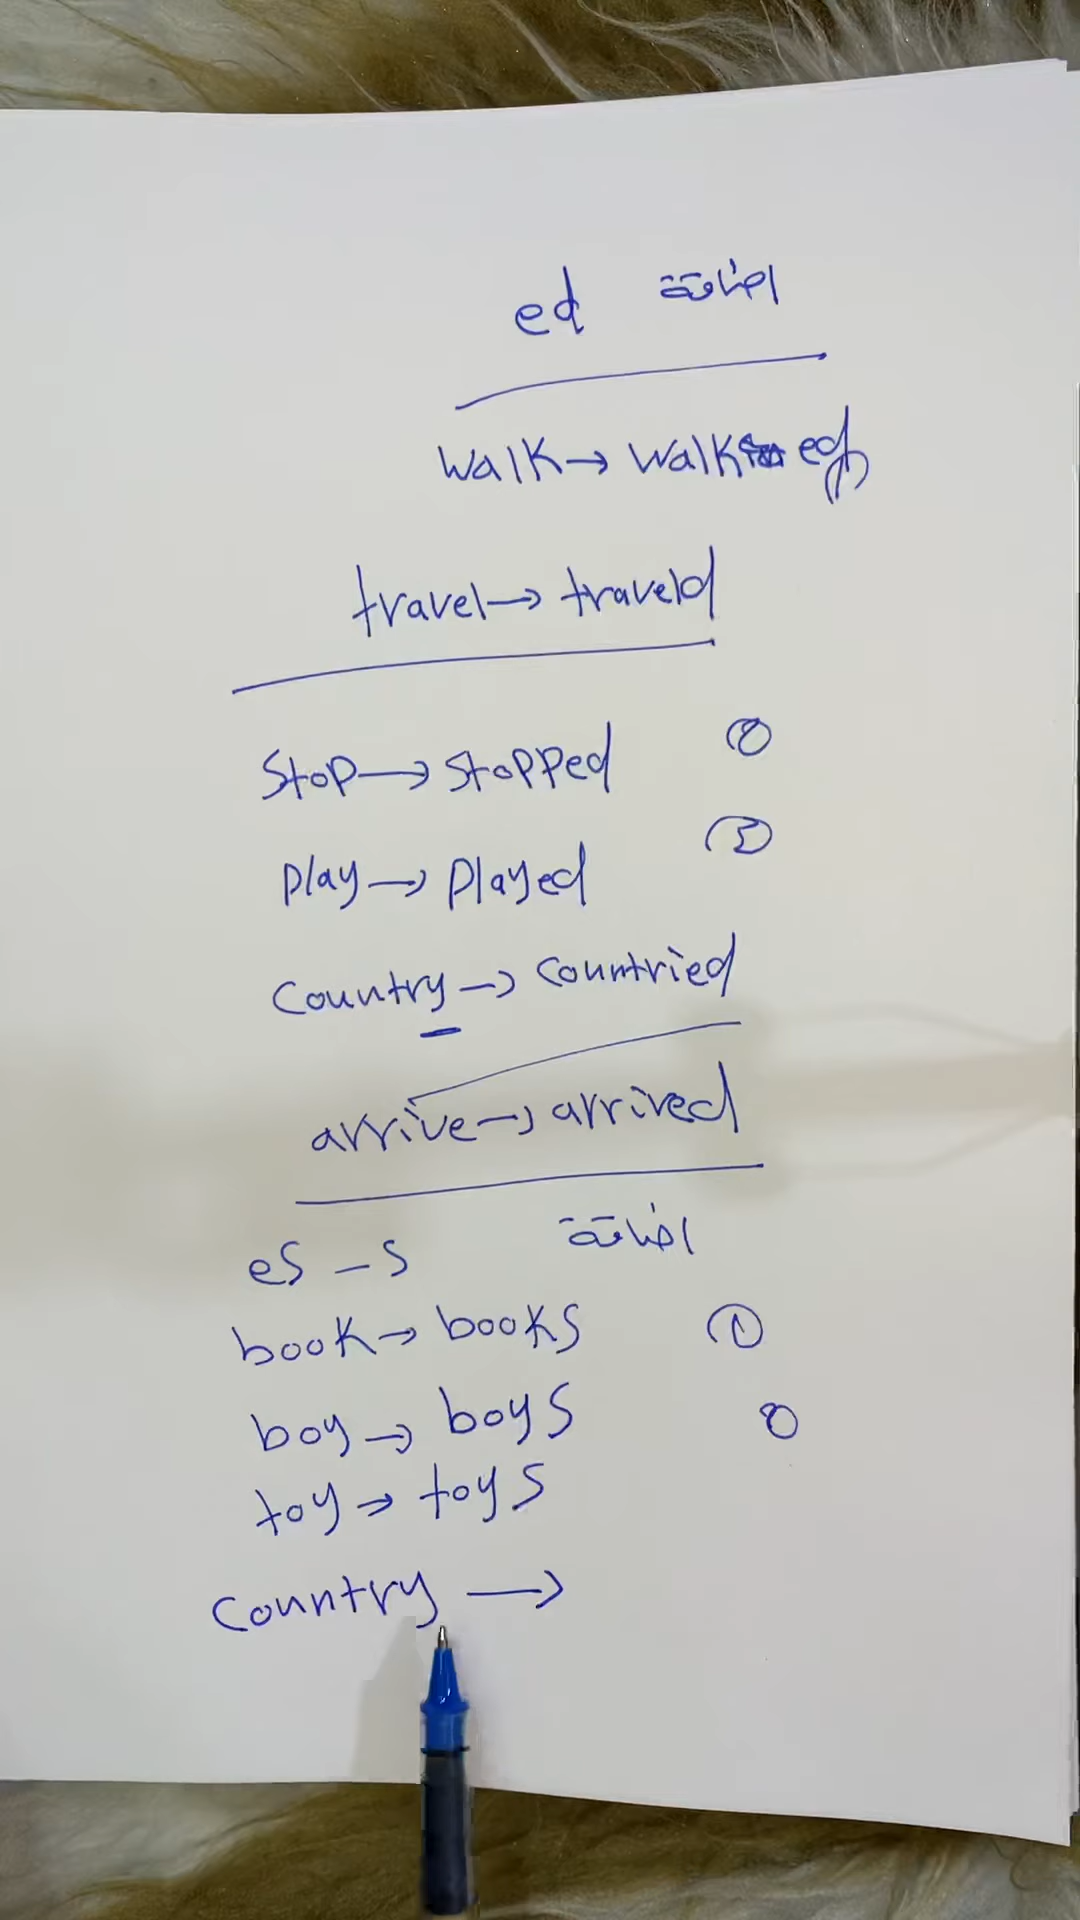 ed اضافة
walk → walked
travel → traveld
Stop → stopped
play → played
Country → Countried
arrive → arrived
es - s اضافة
book → books ①
boy → boys
toy → toys
Country →